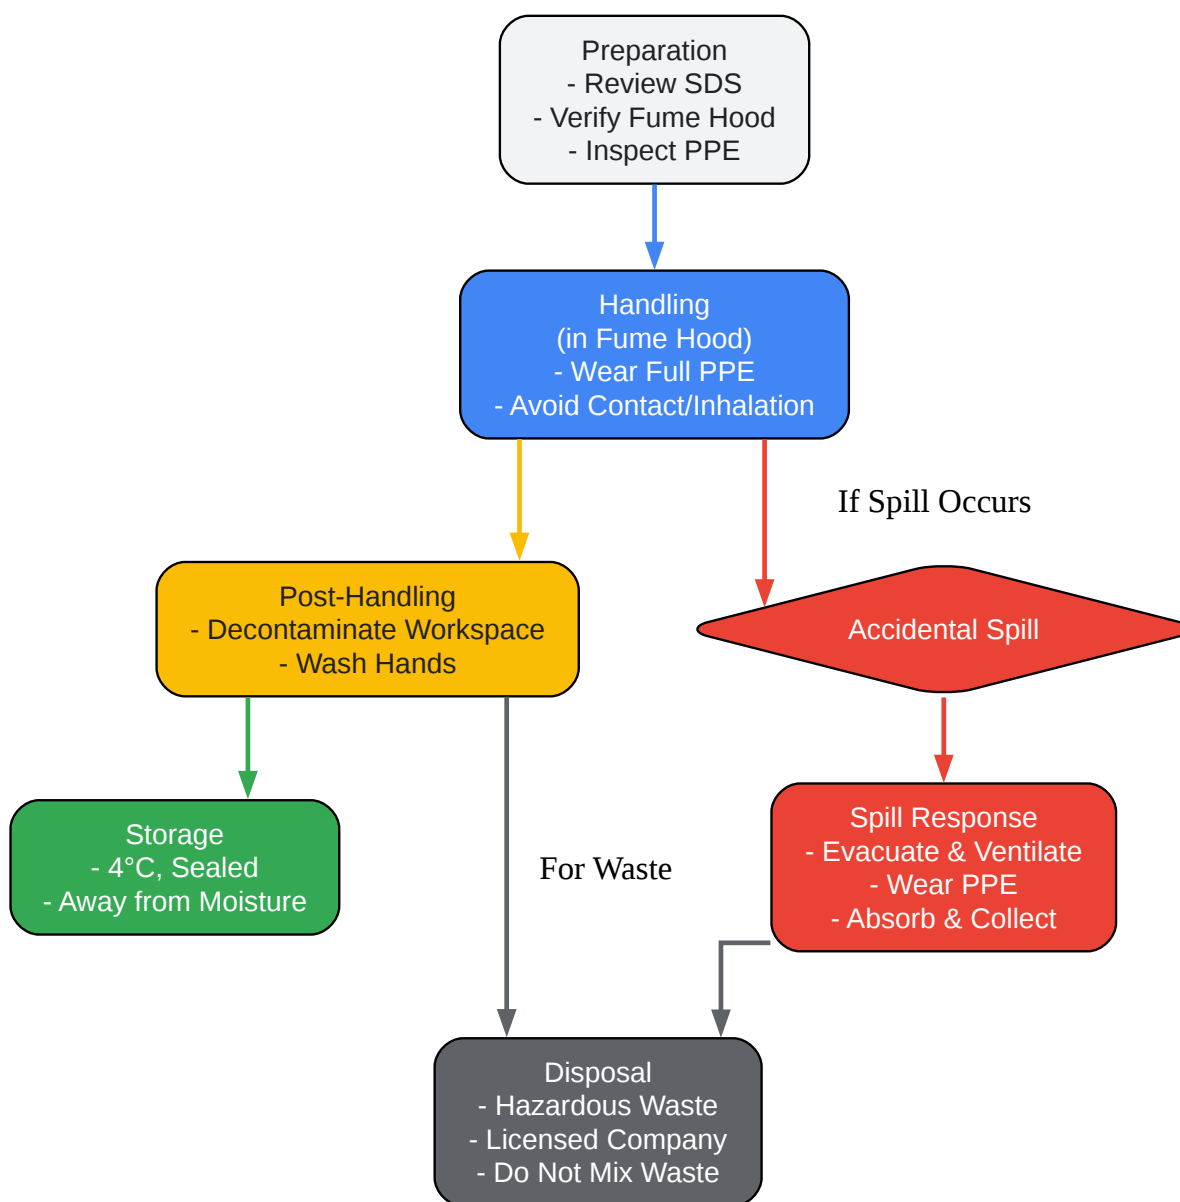 Preparation
- Review SDS
- Verify Fume Hood
- Inspect PPE
Handling
(in Fume Hood)
- Wear Full PPE
- Avoid Contact/Inhalation
If Spill Occurs
Post-Handling
- Decontaminate Workspace
- Wash Hands
Accidental Spill
Storage
- 4°C, Sealed
- Away from Moisture
For Waste
Spill Response
- Evacuate & Ventilate
- Wear PPE
- Absorb & Collect
Disposal
- Hazardous Waste
- Licensed Company
- Do Not Mix Waste